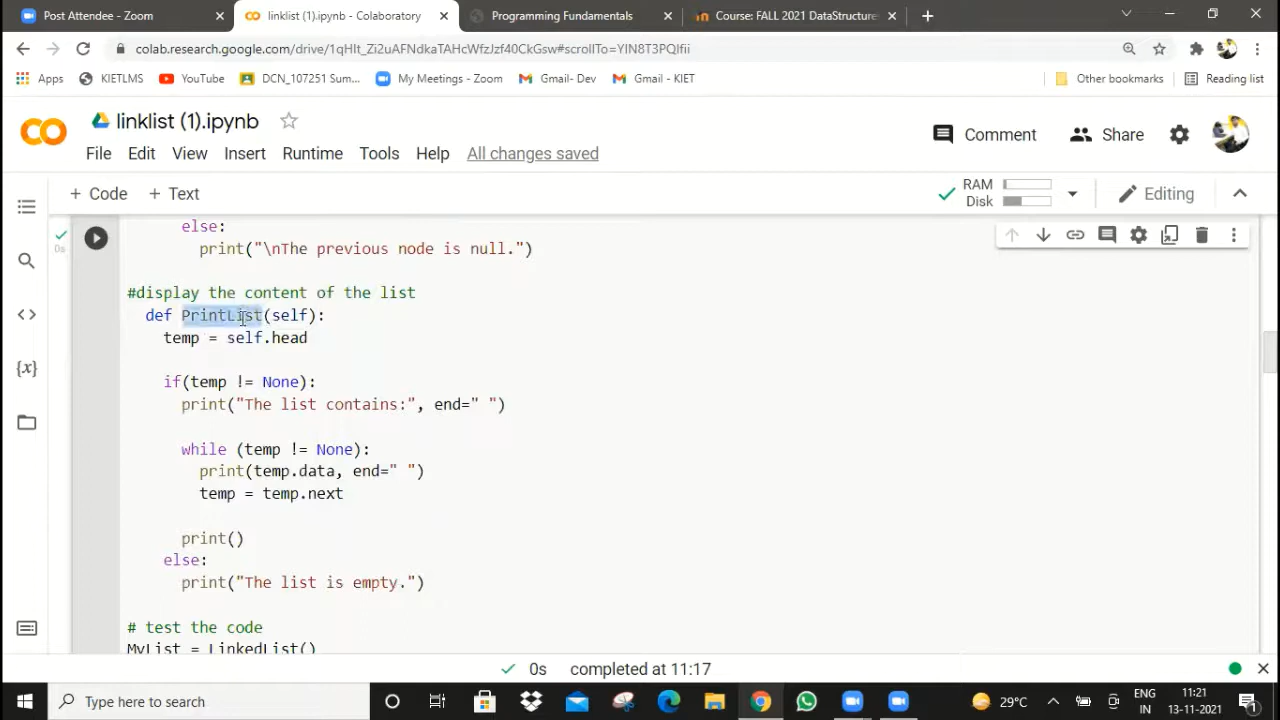 Post Attendee - Zoom
linklist (1).ipynb - Colaboratory
Programming Fundamentals
Course: FALL 2021 DataStructure
colab.research.google.com/drive/1qHIt_Zi2uAFNdkaTAHcWfzJzf40CkGsw#scrollTo=YIN8T3PQIfii
Apps
KIETLMS
YouTube
DCN_107251 Sum...
My Meetings - Zoom
Gmail- Dev
Gmail - KIET
Other bookmarks
Reading list
linklist (1).ipynb
Comment
Share
File Edit View Insert Runtime Tools Help All changes saved
+ Code + Text
RAM
Disk
Editing
else:
0s
print("\nThe previous node is null.")
#display the content of the list
def PrintList(self):
temp = self.head
if(temp != None):
print("The list contains:", end=" ")
while (temp != None):
print(temp.data, end=" ")
temp = temp.next
print()
else:
print("The list is empty.")
# test the code
MyList = LinkedList()
0s completed at 11:17
Type here to search
29°C
ENG
IN
11:21
13-11-2021
1